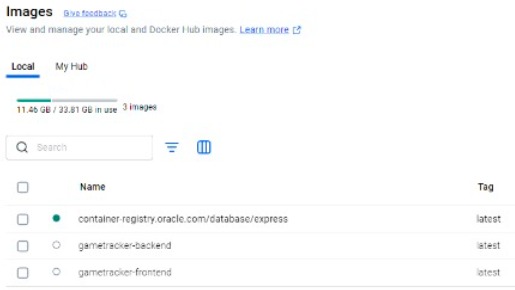 Images Give feedback
View and manage your local and Docker Hub images. Learn more
Local My Hub
11.46 GB / 33.81 GB in use 3 images
Search
Name Tag
container-registry.oracle.com/database/express latest
gametracker-backend latest
gametracker-frontend latest